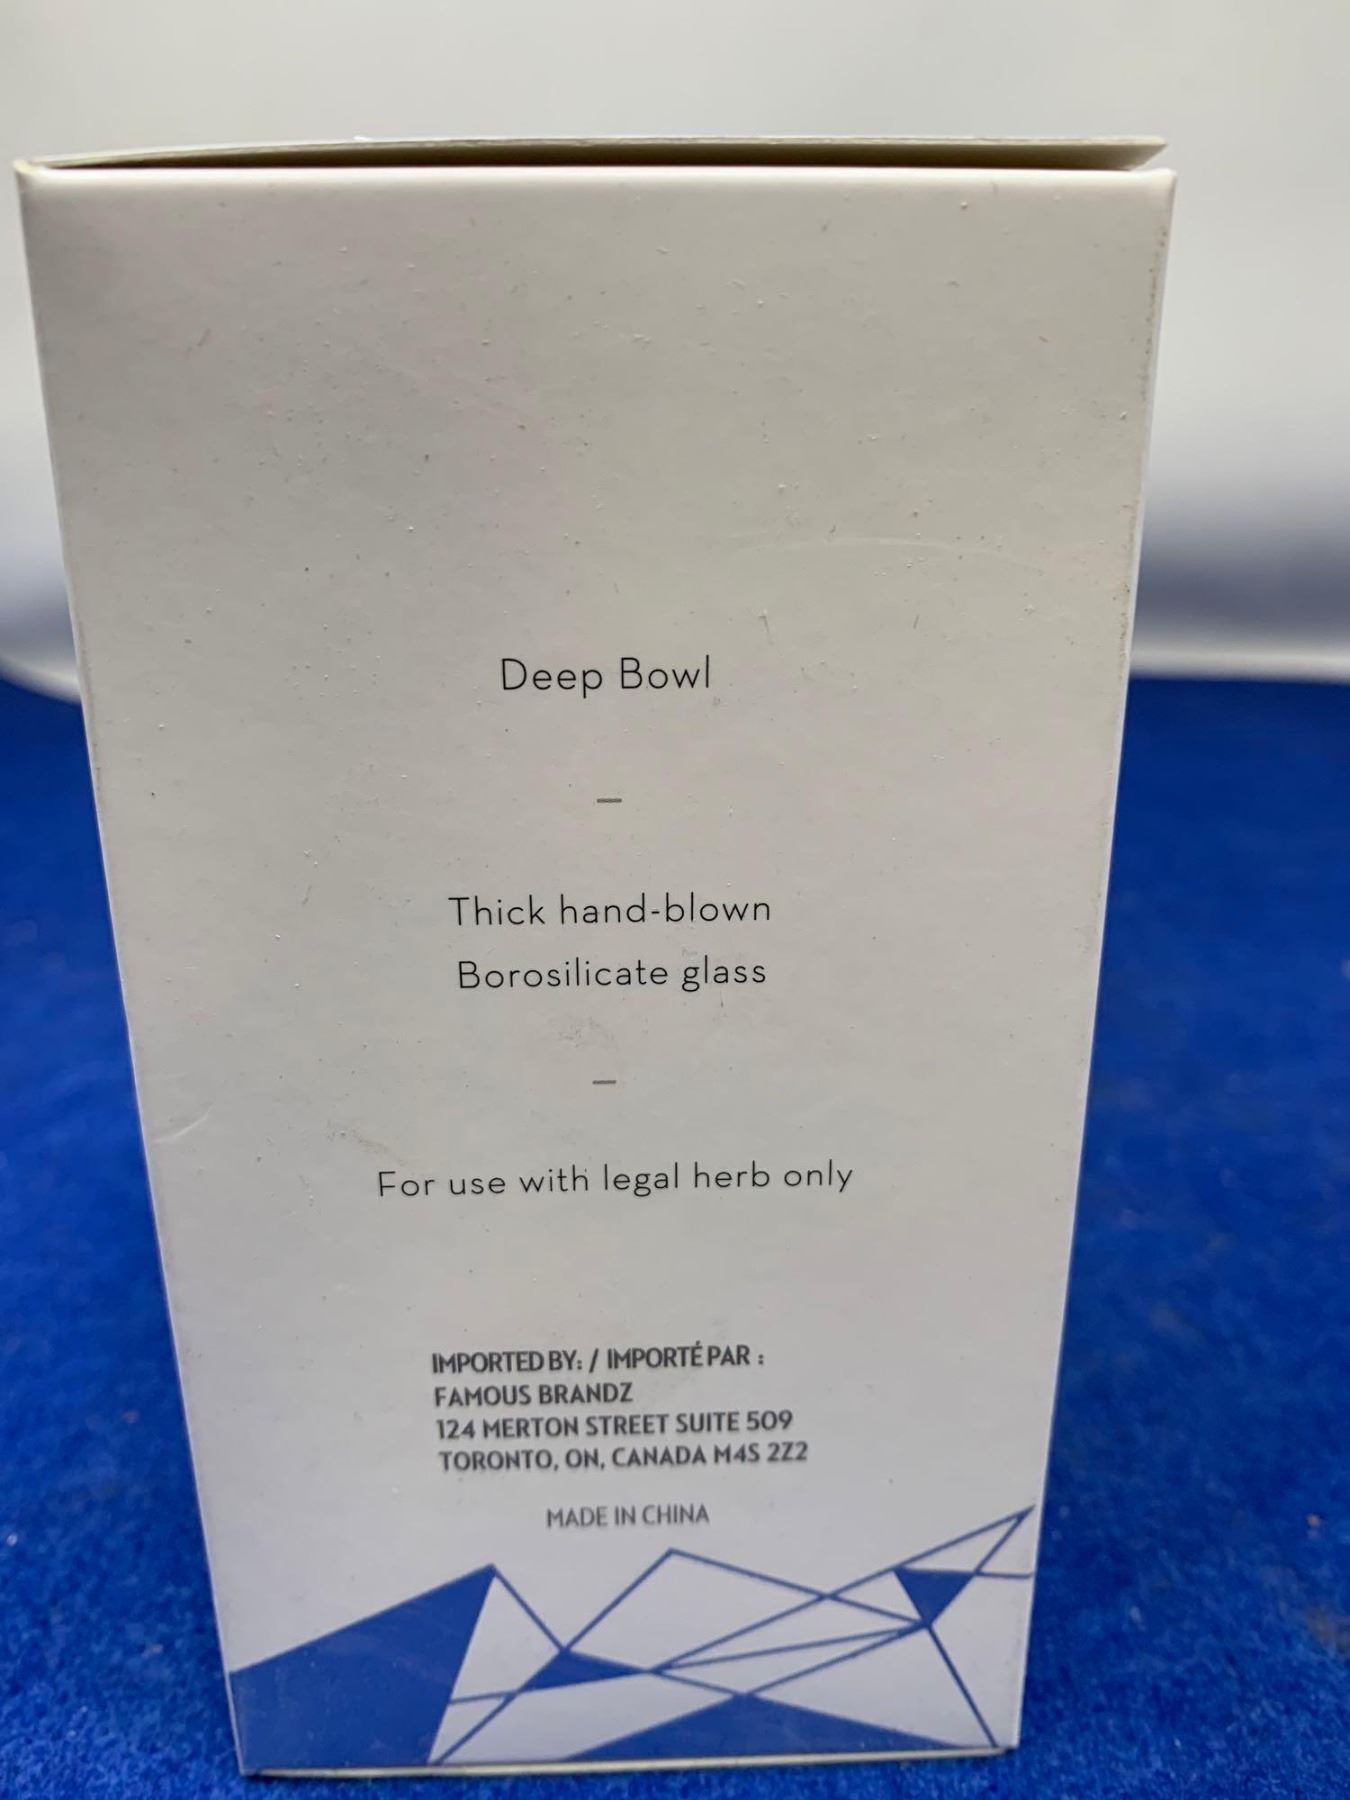 Deep Bowl
–
Thick hand-blown
Borosilicate glass
–
For use with legal herb only
IMPORTED BY: / IMPORTÉ PAR :
FAMOUS BRANDZ
124 MERTON STREET SUITE 509
TORONTO, ON, CANADA M4S 2Z2
MADE IN CHINA